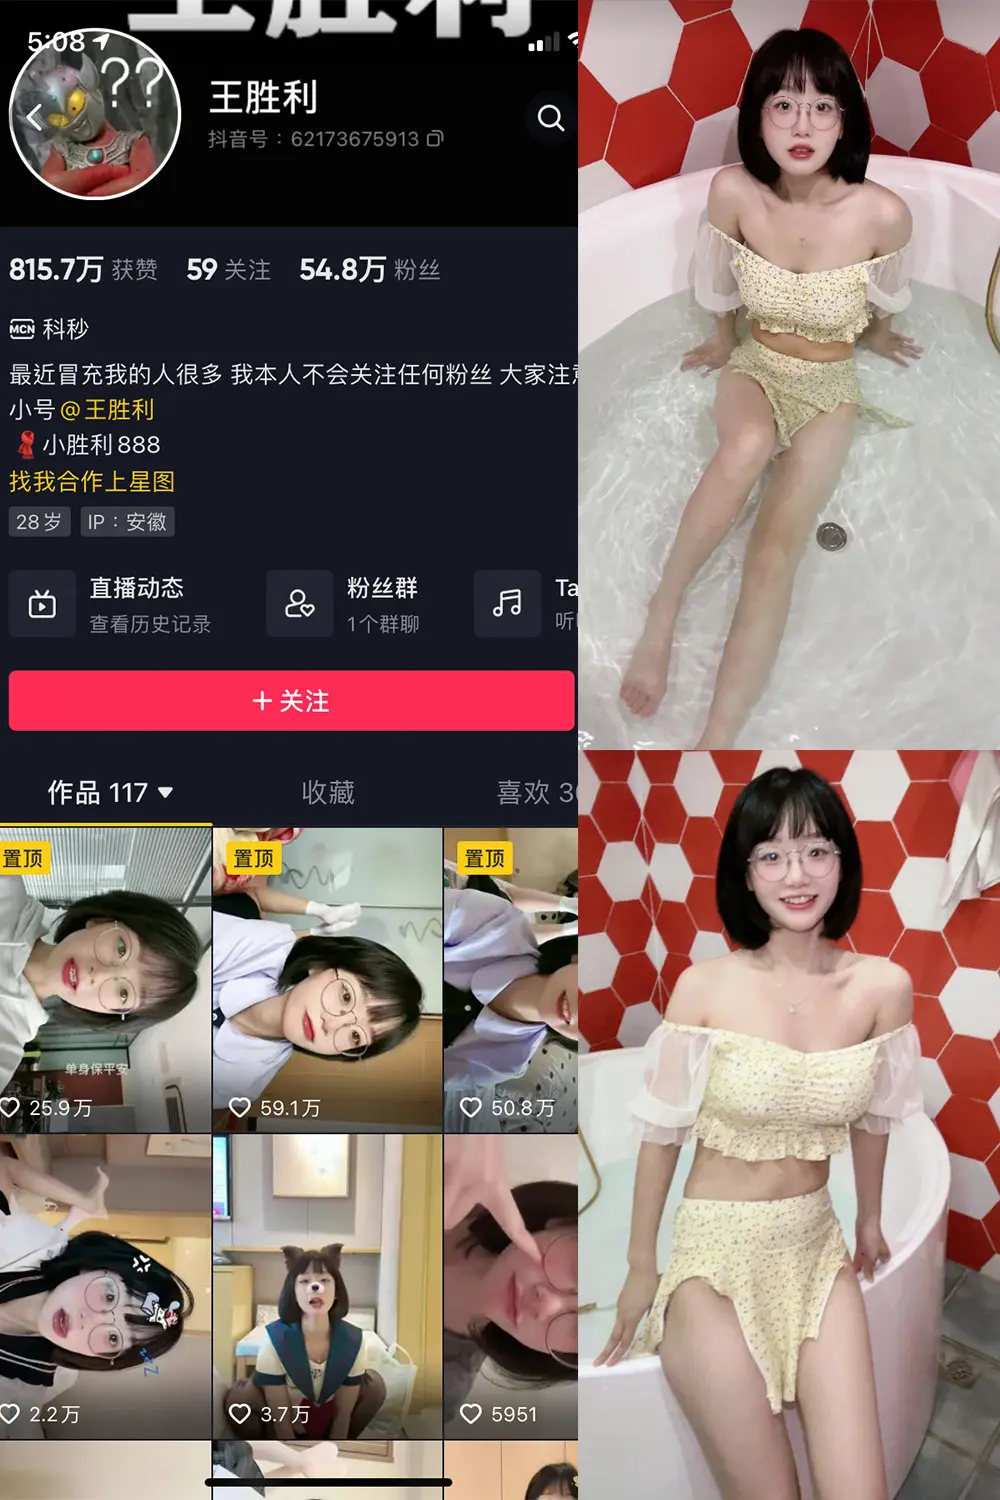 王胜利
5:08
??
王胜利
抖音号：62173675913
815.7万 获赞 59 关注 54.8万 粉丝
MCN 科秒
最近冒充我的人很多 我本人不会关注任何粉丝 大家注意
小号@王胜利
小胜利888
找我合作上星图
28岁 IP：安徽
直播动态
查看历史记录
粉丝群
1个群聊
Ta
听
+ 关注
作品 117 收藏 喜欢 3
置顶 置顶 置顶
单身保平安
25.9万 59.1万 50.8万
zzZ
2.2万 3.7万 5951